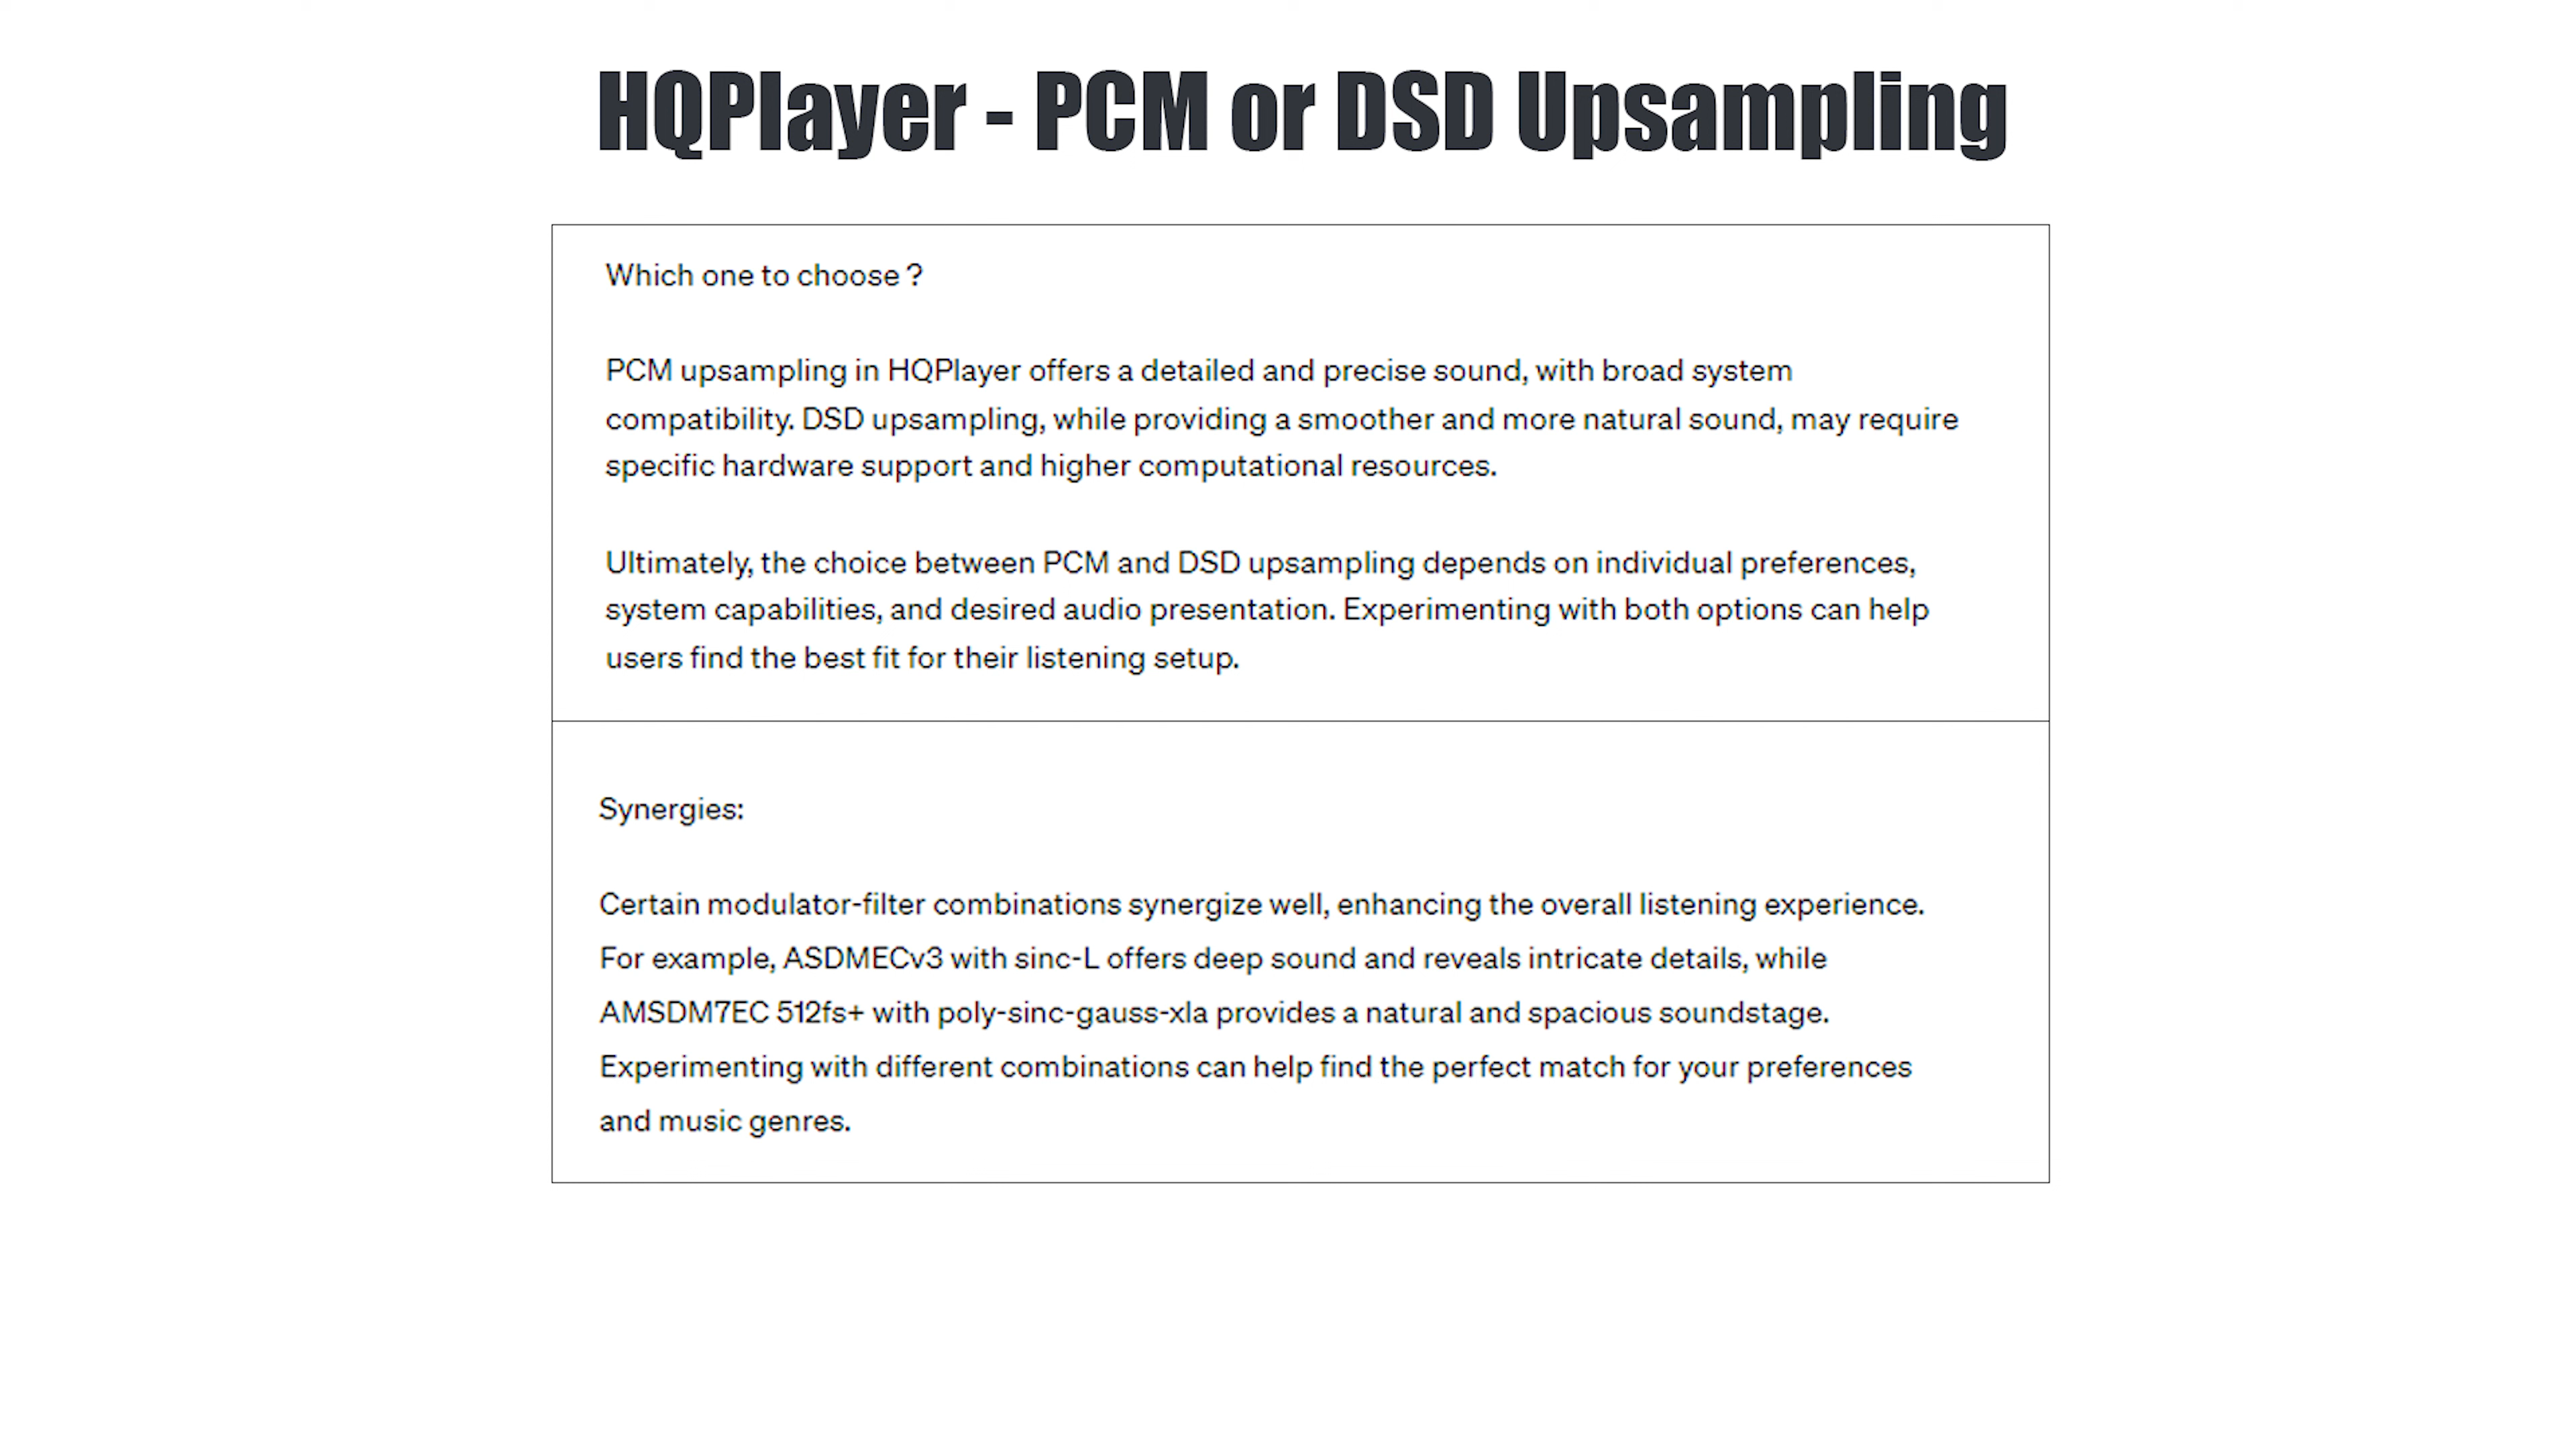 HQPlayer - PCM or DSD Upsampling
Which one to choose ?
PCM upsampling in HQPlayer offers a detailed and precise sound, with broad system
compatibility. DSD upsampling, while providing a smoother and more natural sound, may require
specific hardware support and higher computational resources.
Ultimately, the choice between PCM and DSD upsampling depends on individual preferences,
system capabilities, and desired audio presentation. Experimenting with both options can help
users find the best fit for their listening setup.
Synergies:
Certain modulator-filter combinations synergize well, enhancing the overall listening experience.
For example, ASDMECv3 with sinc-L offers deep sound and reveals intricate details, while
AMSDM7EC 512fs+ with poly-sinc-gauss-xla provides a natural and spacious soundstage.
Experimenting with different combinations can help find the perfect match for your preferences
and music genres.